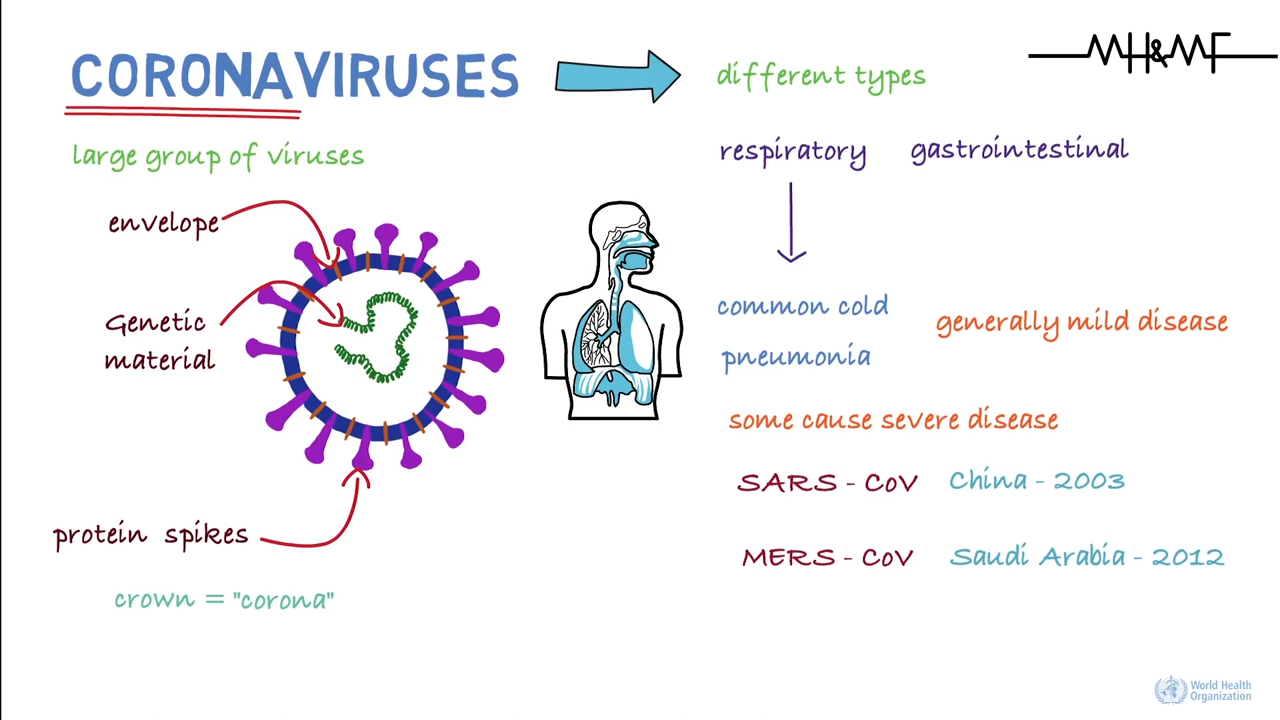 CORONAVIRUSES
large group of viruses
envelope
Genetic
material
protein spikes
crown = "corona"
MH&MF
different types
respiratory gastrointestinal
common cold
pneumonia
generally mild disease
some cause severe disease
SARS - CoV China - 2003
MERS - CoV Saudi Arabia - 2012
World Health
Organization